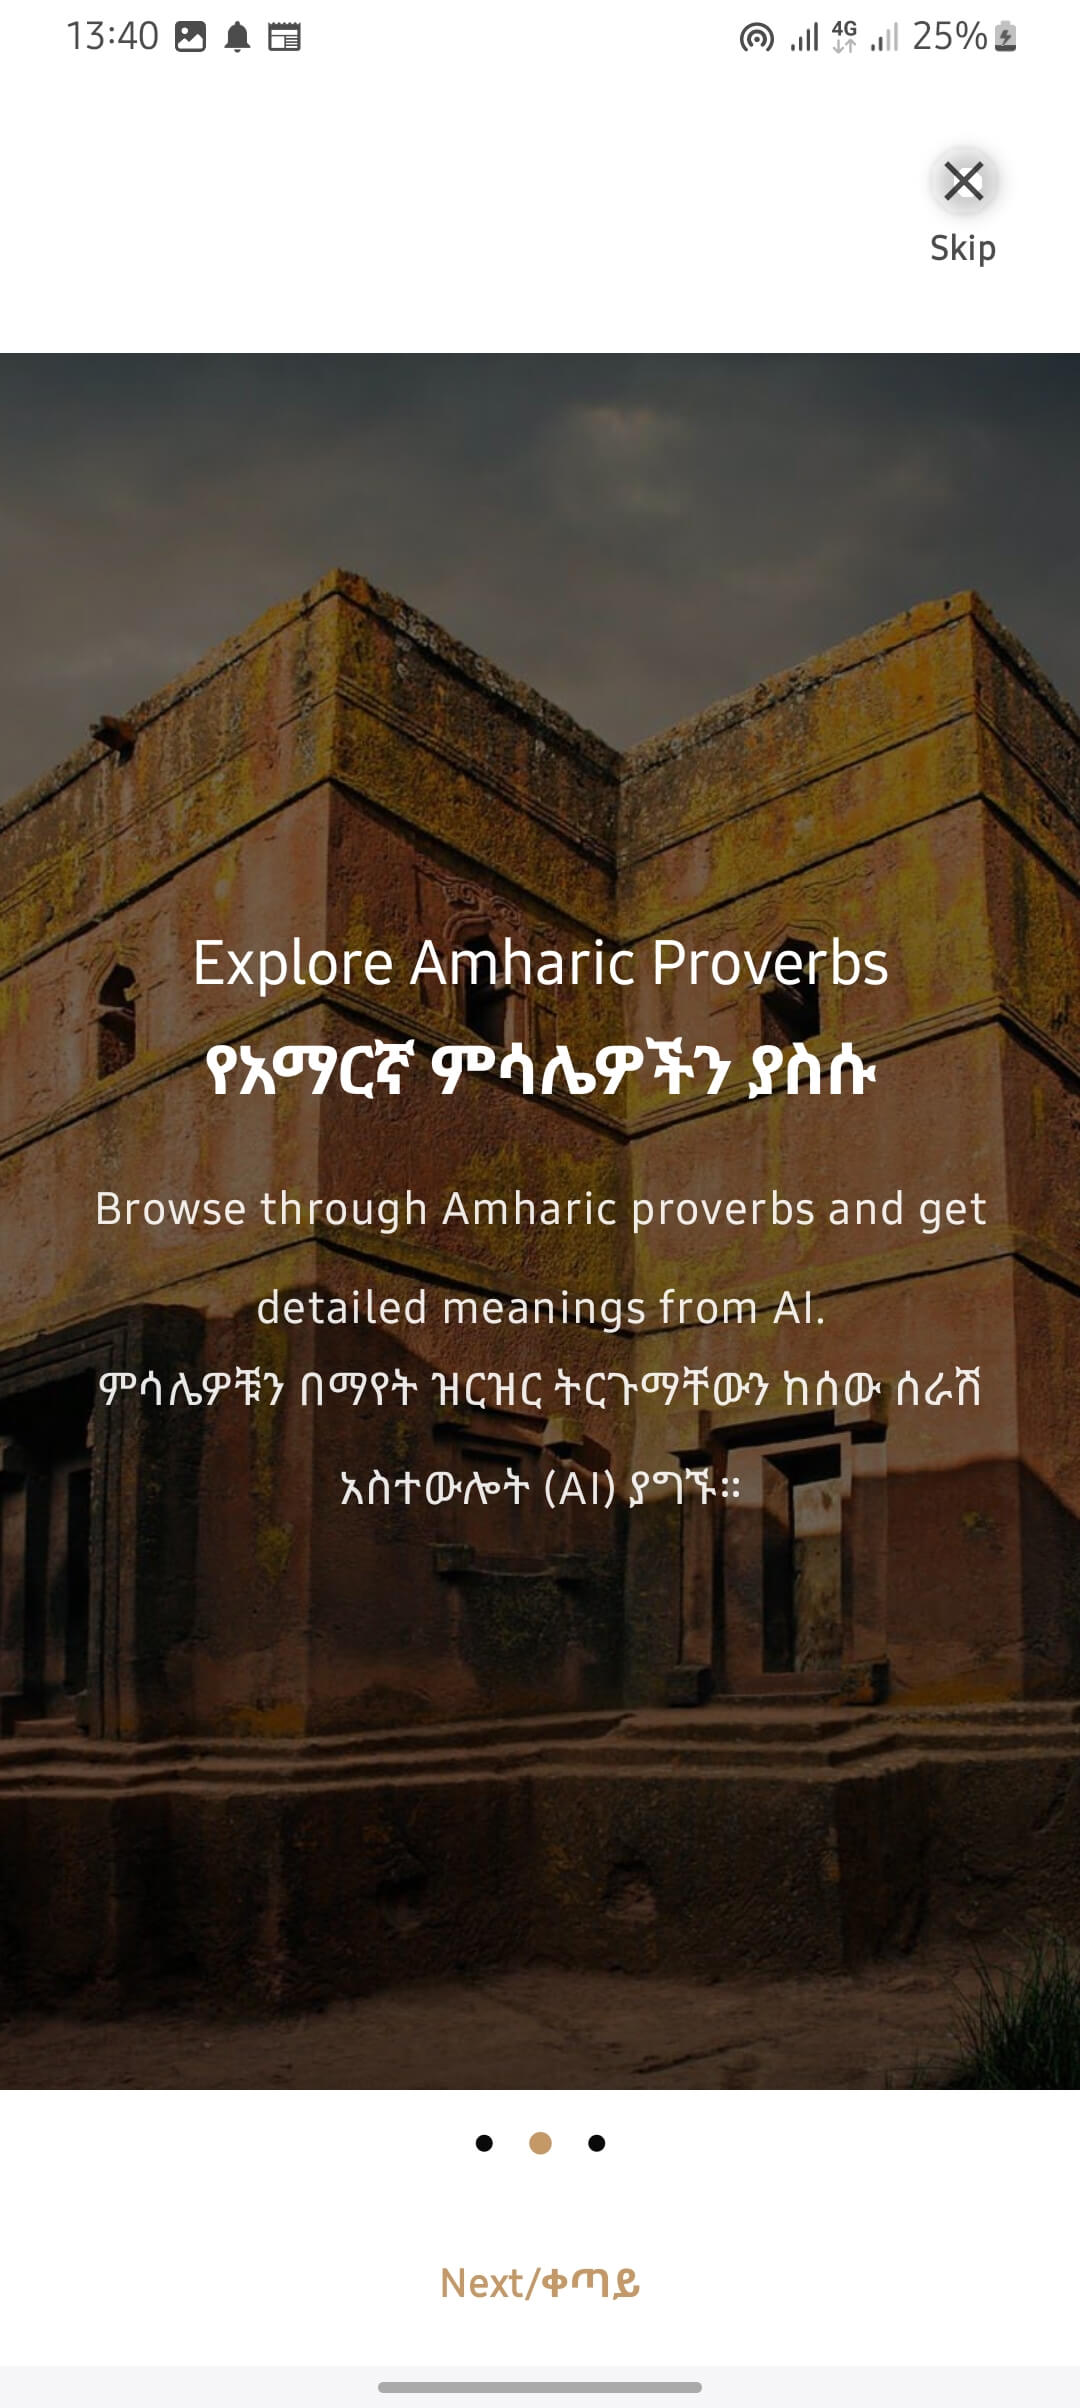 13:40
4G
25%
Skip
Explore Amharic Proverbs
የአማርኛ ምሳሌዎችን ያስሱ
Browse through Amharic proverbs and get
detailed meanings from AI.
ምሳሌዎቹን በማየት ዝርዝር ትርጉማቸውን ከሰው ሰራሽ
አስተውሎት (AI) ያግኙ።
Next/ቀጣይ